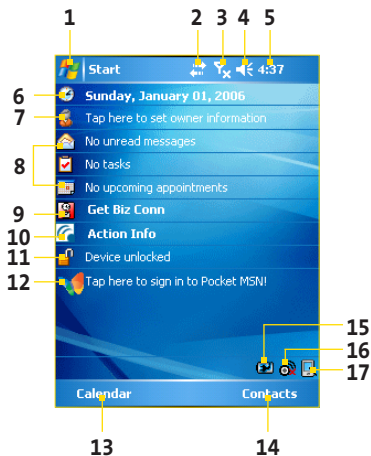 1 2 3 4 5
Start 4:37
6 Sunday, January 01, 2006
7 Tap here to set owner information
No unread messages
8 No tasks
No upcoming appointments
9 Get Biz Conn
10 Action Info
11 Device unlocked
12 Tap here to sign in to Pocket MSN!
15
16
17
Calendar Contacts
13 14